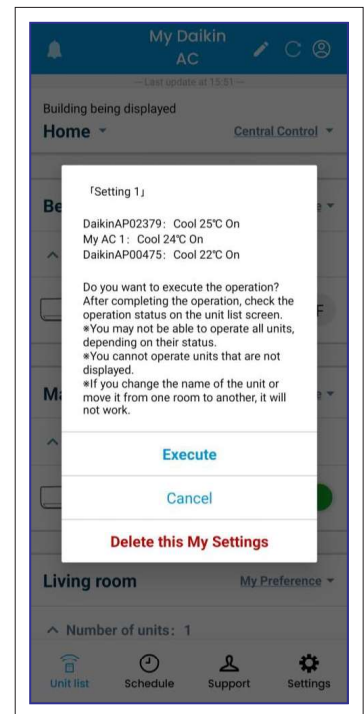 My Daikin
AC
—Last update at 15:51—
Building being displayed
Home
Central Control
Be
「Setting 1」
DaikinAP02379: Cool 25℃ On
My AC 1: Cool 24℃ On
DaikinAP00475: Cool 22℃ On
Do you want to execute the operation?
After completing the operation, check the
operation status on the unit list screen.
※You may not be able to operate all units,
depending on their status.
※You cannot operate units that are not
displayed.
※If you change the name of the unit or
move it from one room to another, it will
not work.
Ma
Execute
Cancel
Delete this My Settings
Living room
My Preference
Number of units: 1
Unit list
Schedule
Support
Settings